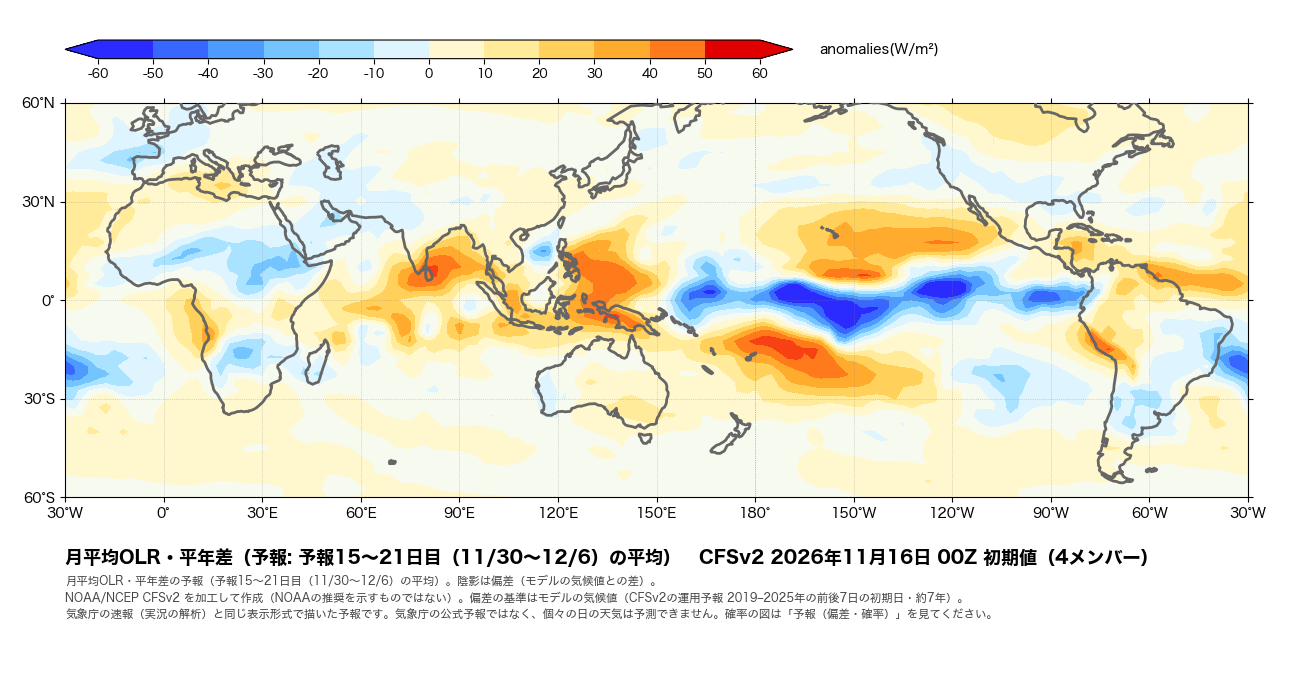 anomalies(W/m²)
-60 -50 -40 -30 -20 -10 0 10 20 30 40 50 60
60°N
30°N
0°
30°S
60°S
30°W 0° 30°E 60°E 90°E 120°E 150°E 180° 150°W 120°W 90°W 60°W 30°W
月平均OLR・平年差（予報: 予報15～21日目（11/30～12/6）の平均） CFSv2 2026年11月16日 00Z 初期値（4メンバー）
月平均OLR・平年差の予報（予報15～21日目（11/30～12/6）の平均）。陰影は偏差（モデルの気候値との差）。
NOAA/NCEP CFSv2 を加工して作成（NOAAの推奨を示すものではない）。偏差の基準はモデルの気候値（CFSv2の運用予報 2019–2025年の前後7日の初期日・約7年）。
気象庁の速報（実況の解析）と同じ表示形式で描いた予報です。気象庁の公式予報ではなく、個々の日の天気は予測できません。確率の図は「予報（偏差・確率）」を見てください。